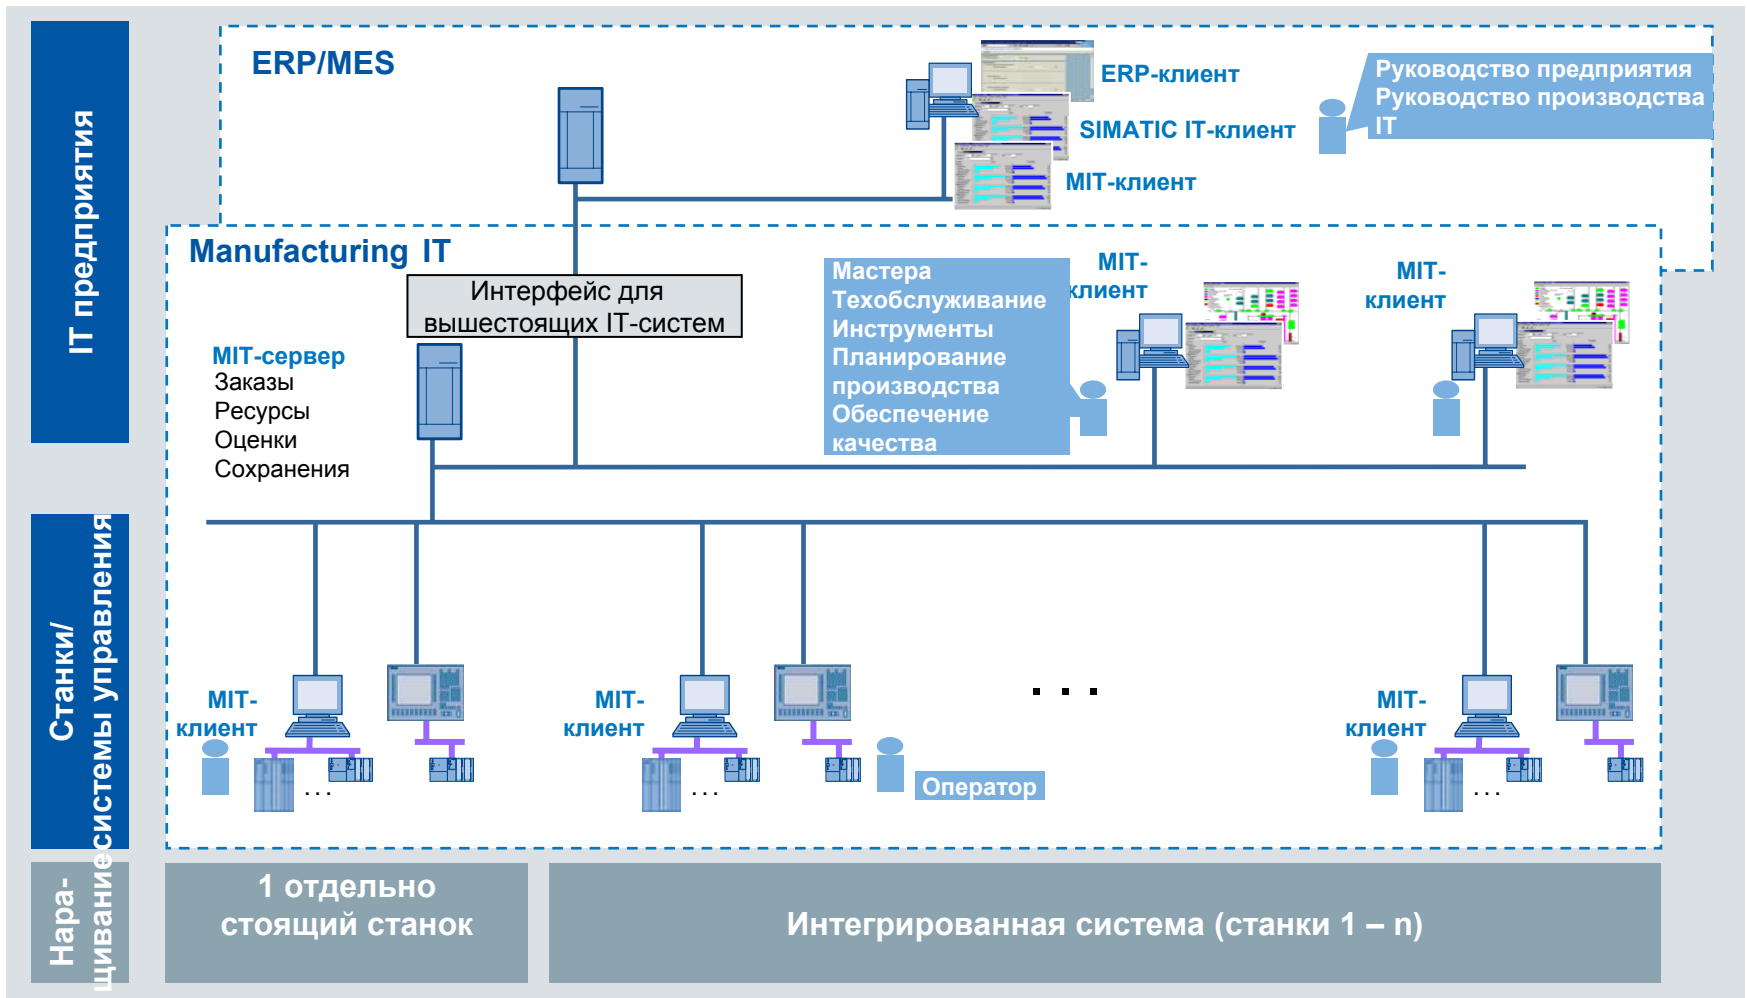 IT предприятия
ERP/MES
ERP-клиент
SIMATIC IT-клиент
MIT-клиент
Руководство предприятия
Руководство производства
IT
Manufacturing IT
Интерфейс для
вышестоящих IT-систем
MIT-сервер
Заказы
Ресурсы
Оценки
Сохранения
Мастера
Техобслуживание
Инструменты
Планирование
производства
Обеспечение
качества
MIT-
клиент
MIT-
клиент
Станки/
системы управления
MIT-
клиент
. . .
MIT-
клиент
. . .
Оператор
. . .
MIT-
клиент
. . .
Нара-
щивание
1 отдельно
стоящий станок
Интегрированная система (станки 1 – n)